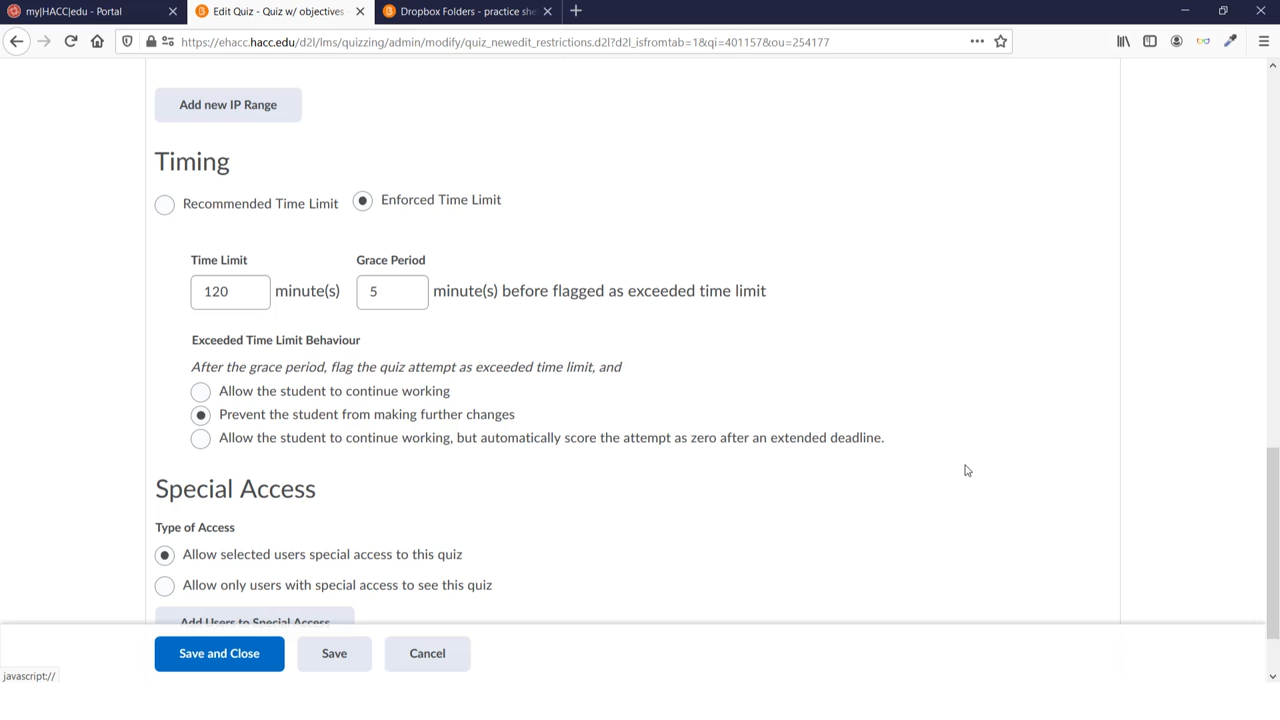 my|HACC|edu - Portal
Edit Quiz - Quiz w/ objectives -
Dropbox Folders - practice she
https://ehacc.hacc.edu/d2l/lms/quizzing/admin/modify/quiz_newedit_restrictions.d2l?d2l_isfromtab=1&qi=401157&ou=254177
Add new IP Range
Timing
Recommended Time Limit
Enforced Time Limit
Time Limit
Grace Period
120 minute(s)
5 minute(s) before flagged as exceeded time limit
Exceeded Time Limit Behaviour
After the grace period, flag the quiz attempt as exceeded time limit, and
Allow the student to continue working
Prevent the student from making further changes
Allow the student to continue working, but automatically score the attempt as zero after an extended deadline.
Special Access
Type of Access
Allow selected users special access to this quiz
Allow only users with special access to see this quiz
Add Users to Special Access
Save and Close
Save
Cancel
javascript://